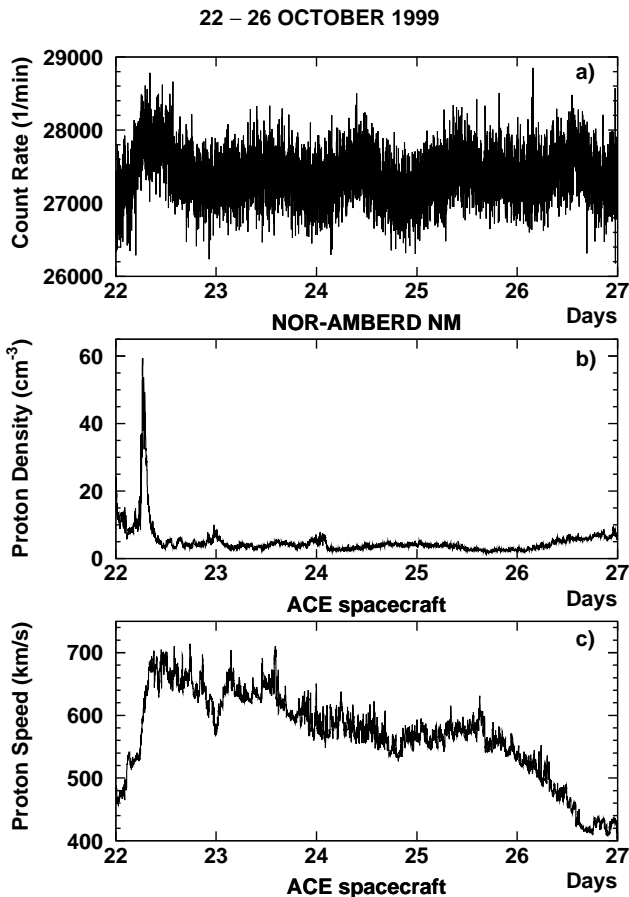 22 – 26 OCTOBER 1999
Count Rate (1/min)
29000
28000
27000
26000
a)
22 23 24 25 26 27
NOR-AMBERD NM
Days
Proton Density (cm⁻³)
60
40
20
0
b)
22 23 24 25 26 27
ACE spacecraft
Days
Proton Speed (km/s)
700
600
500
400
c)
22 23 24 25 26 27
ACE spacecraft
Days